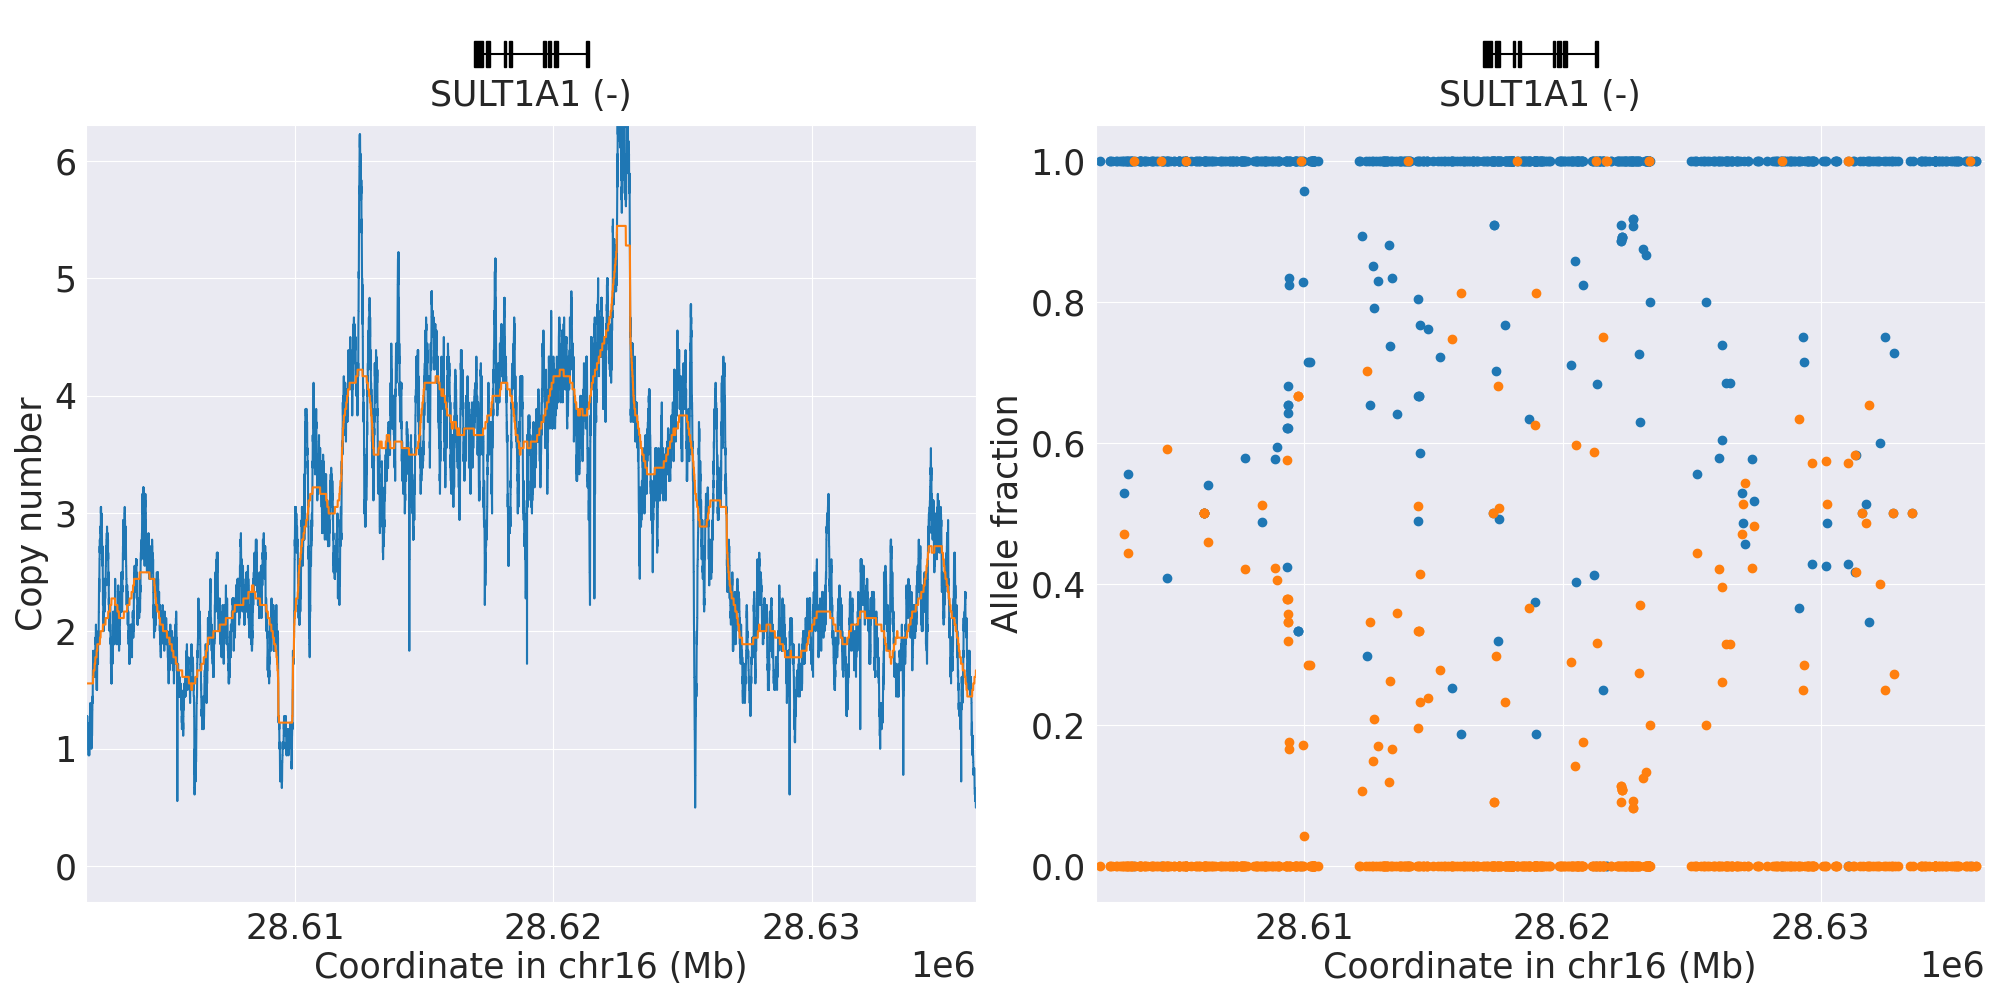 SULT1A1 (-)
Copy number
6
5
4
3
2
1
0
28.61
28.62
28.63
Coordinate in chr16 (Mb)
1e6
SULT1A1 (-)
Allele fraction
1.0
0.8
0.6
0.4
0.2
0.0
28.61
28.62
28.63
Coordinate in chr16 (Mb)
1e6